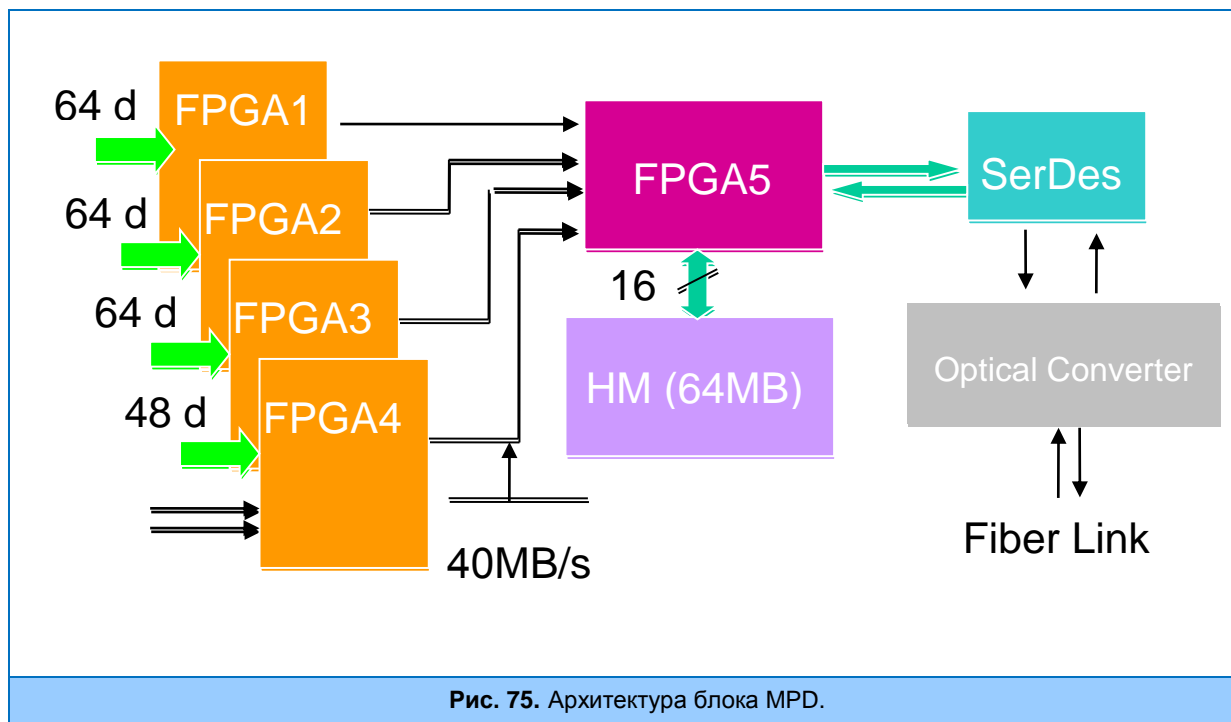 64 d
FPGA1
64 d
FPGA2
64 d
FPGA3
48 d
FPGA4
40MB/s
FPGA5
16
HM (64MB)
SerDes
Optical Converter
Fiber Link
Рис. 75. Архитектура блока MPD.